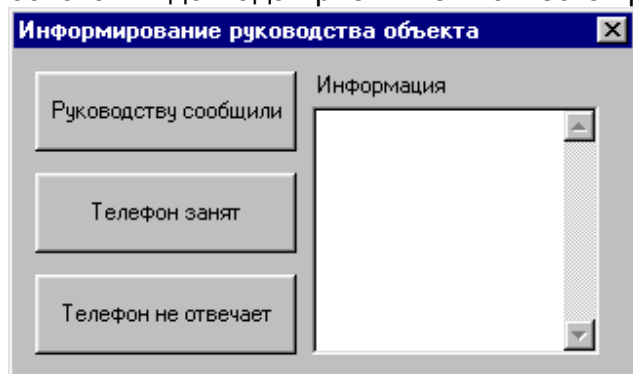 Информирование руководства объекта
Руководству сообщили
Информация
Телефон занят
Телефон не отвечает